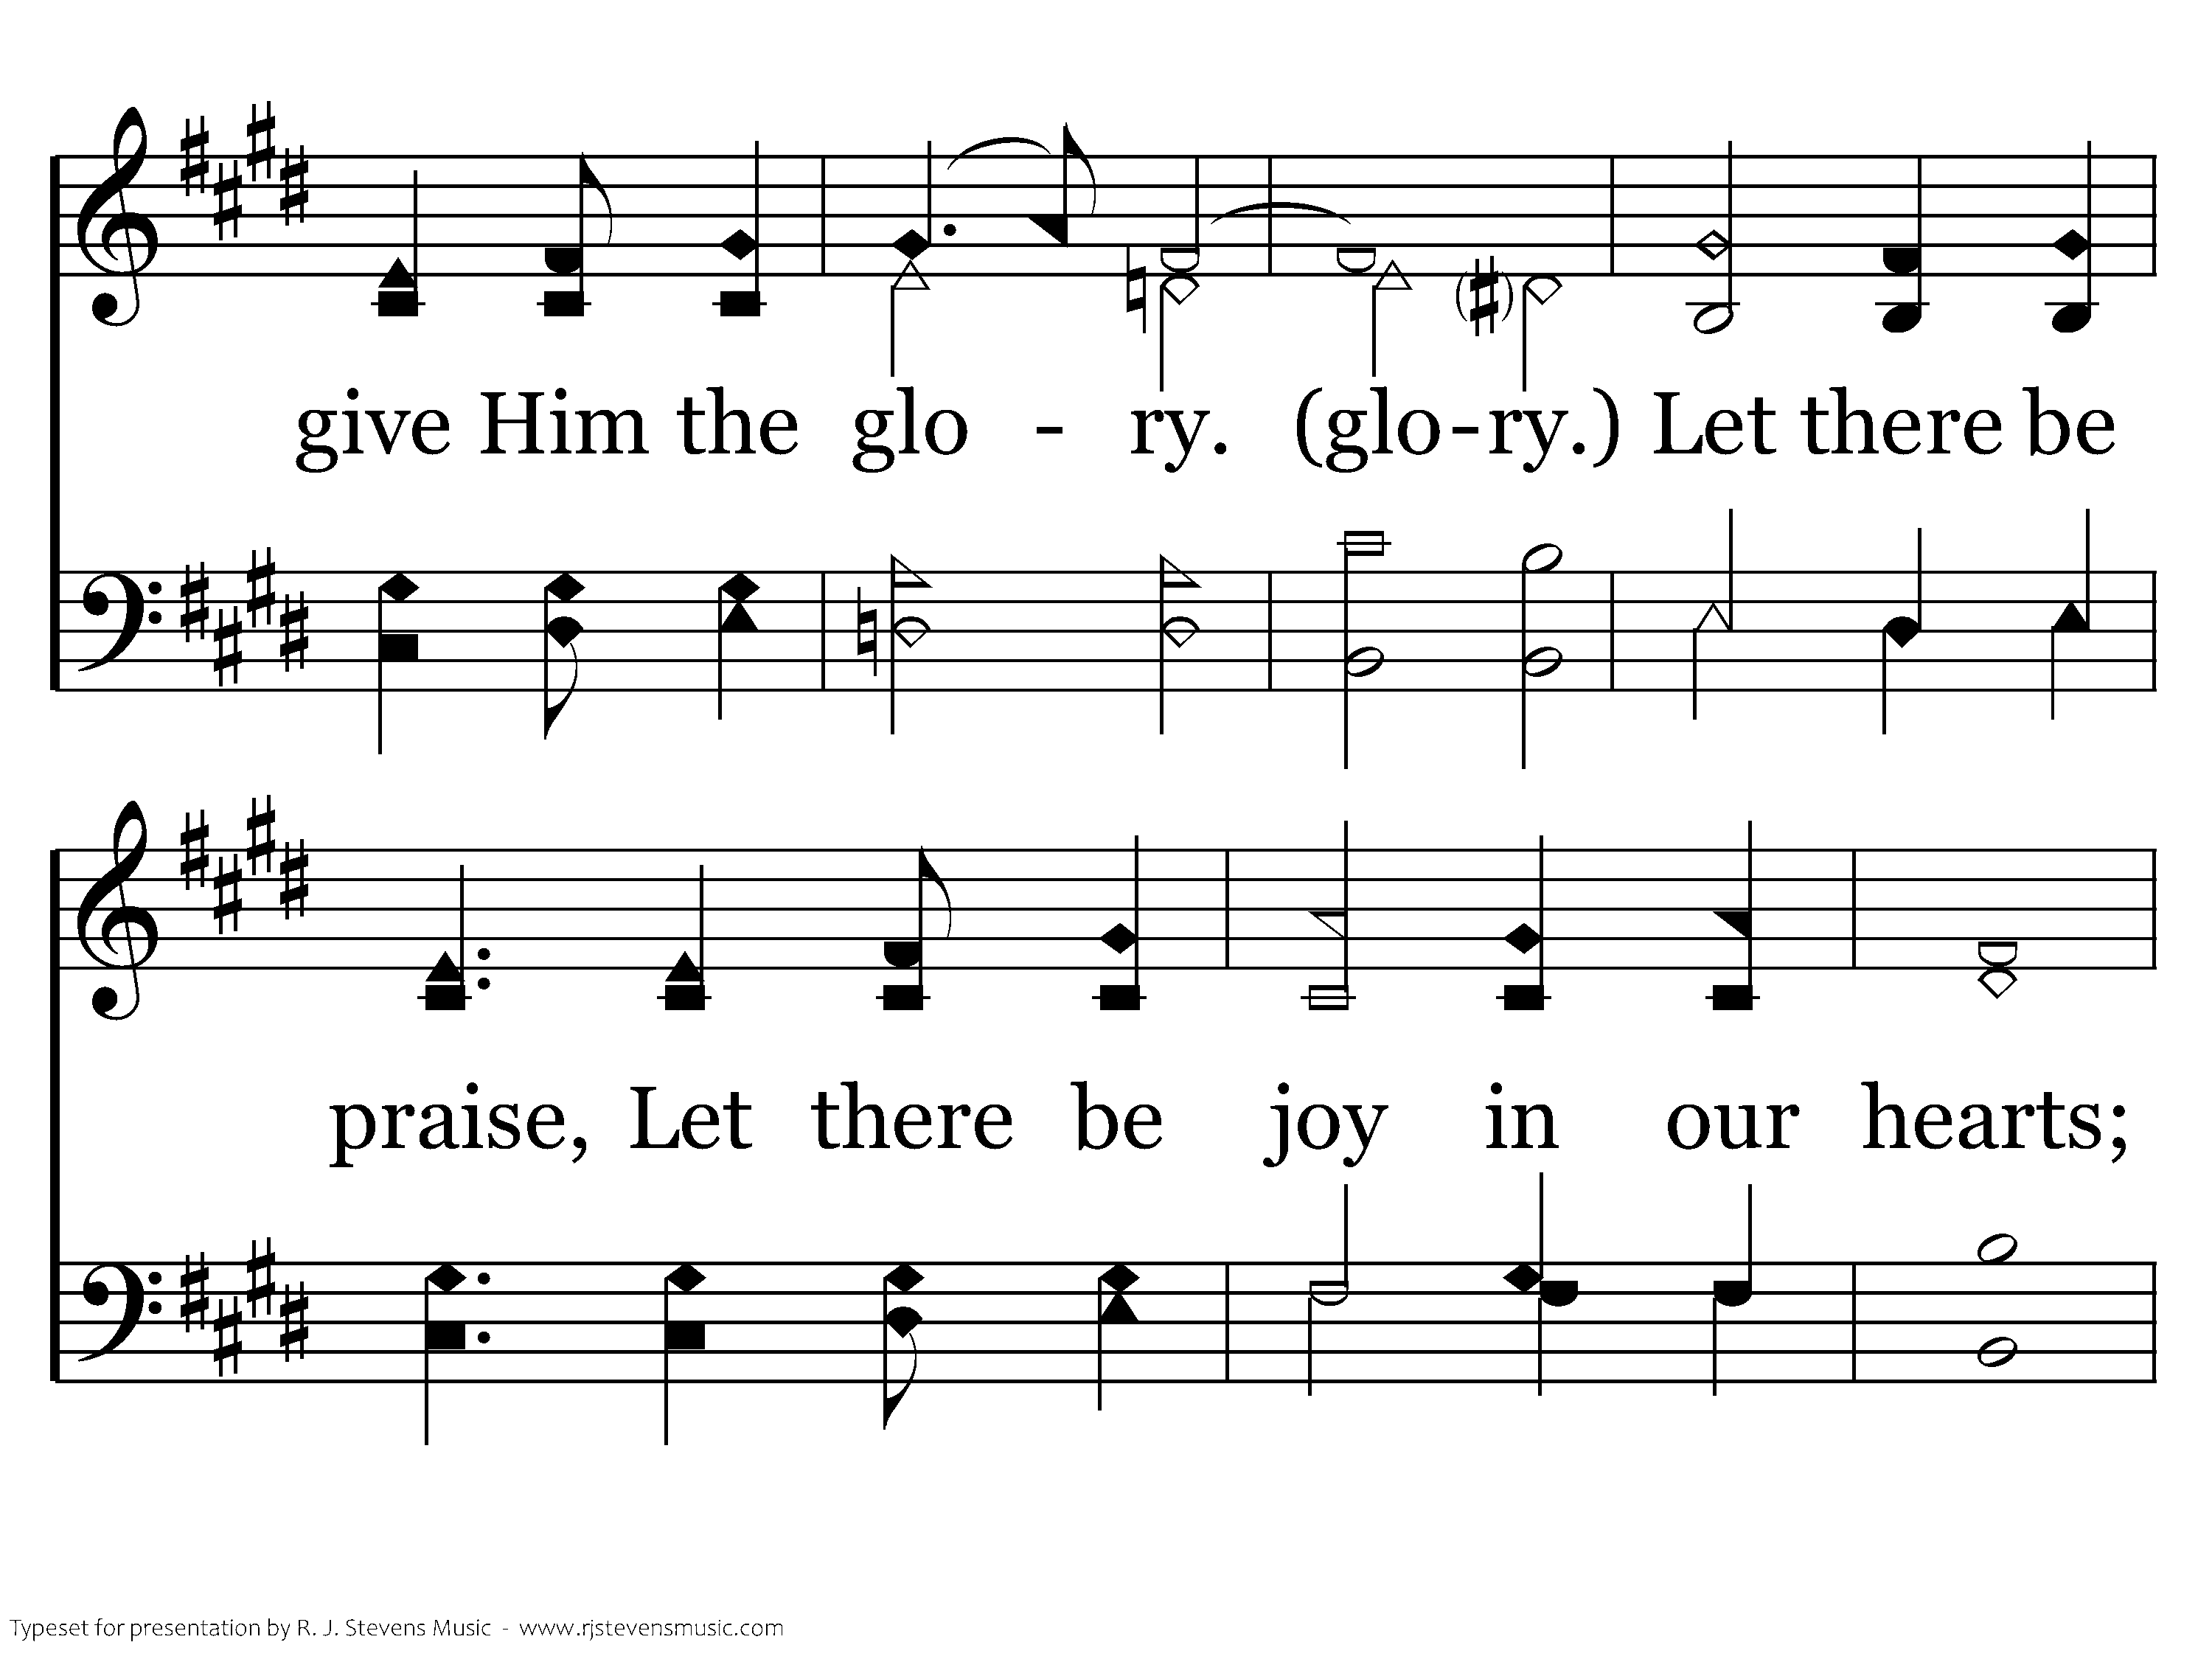 give Him the glo - ry. (glo-ry.) Let there be
praise, Let there be joy in our hearts;
Typeset for presentation by R. J. Stevens Music - www.rjstevensmusic.com